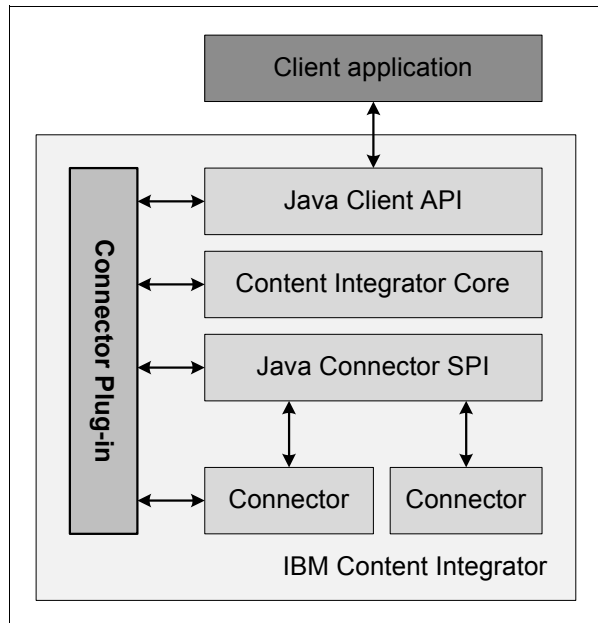 Client application
Java Client API
Content Integrator Core
Java Connector SPI
Connector Plug-in
Connector
Connector
IBM Content Integrator